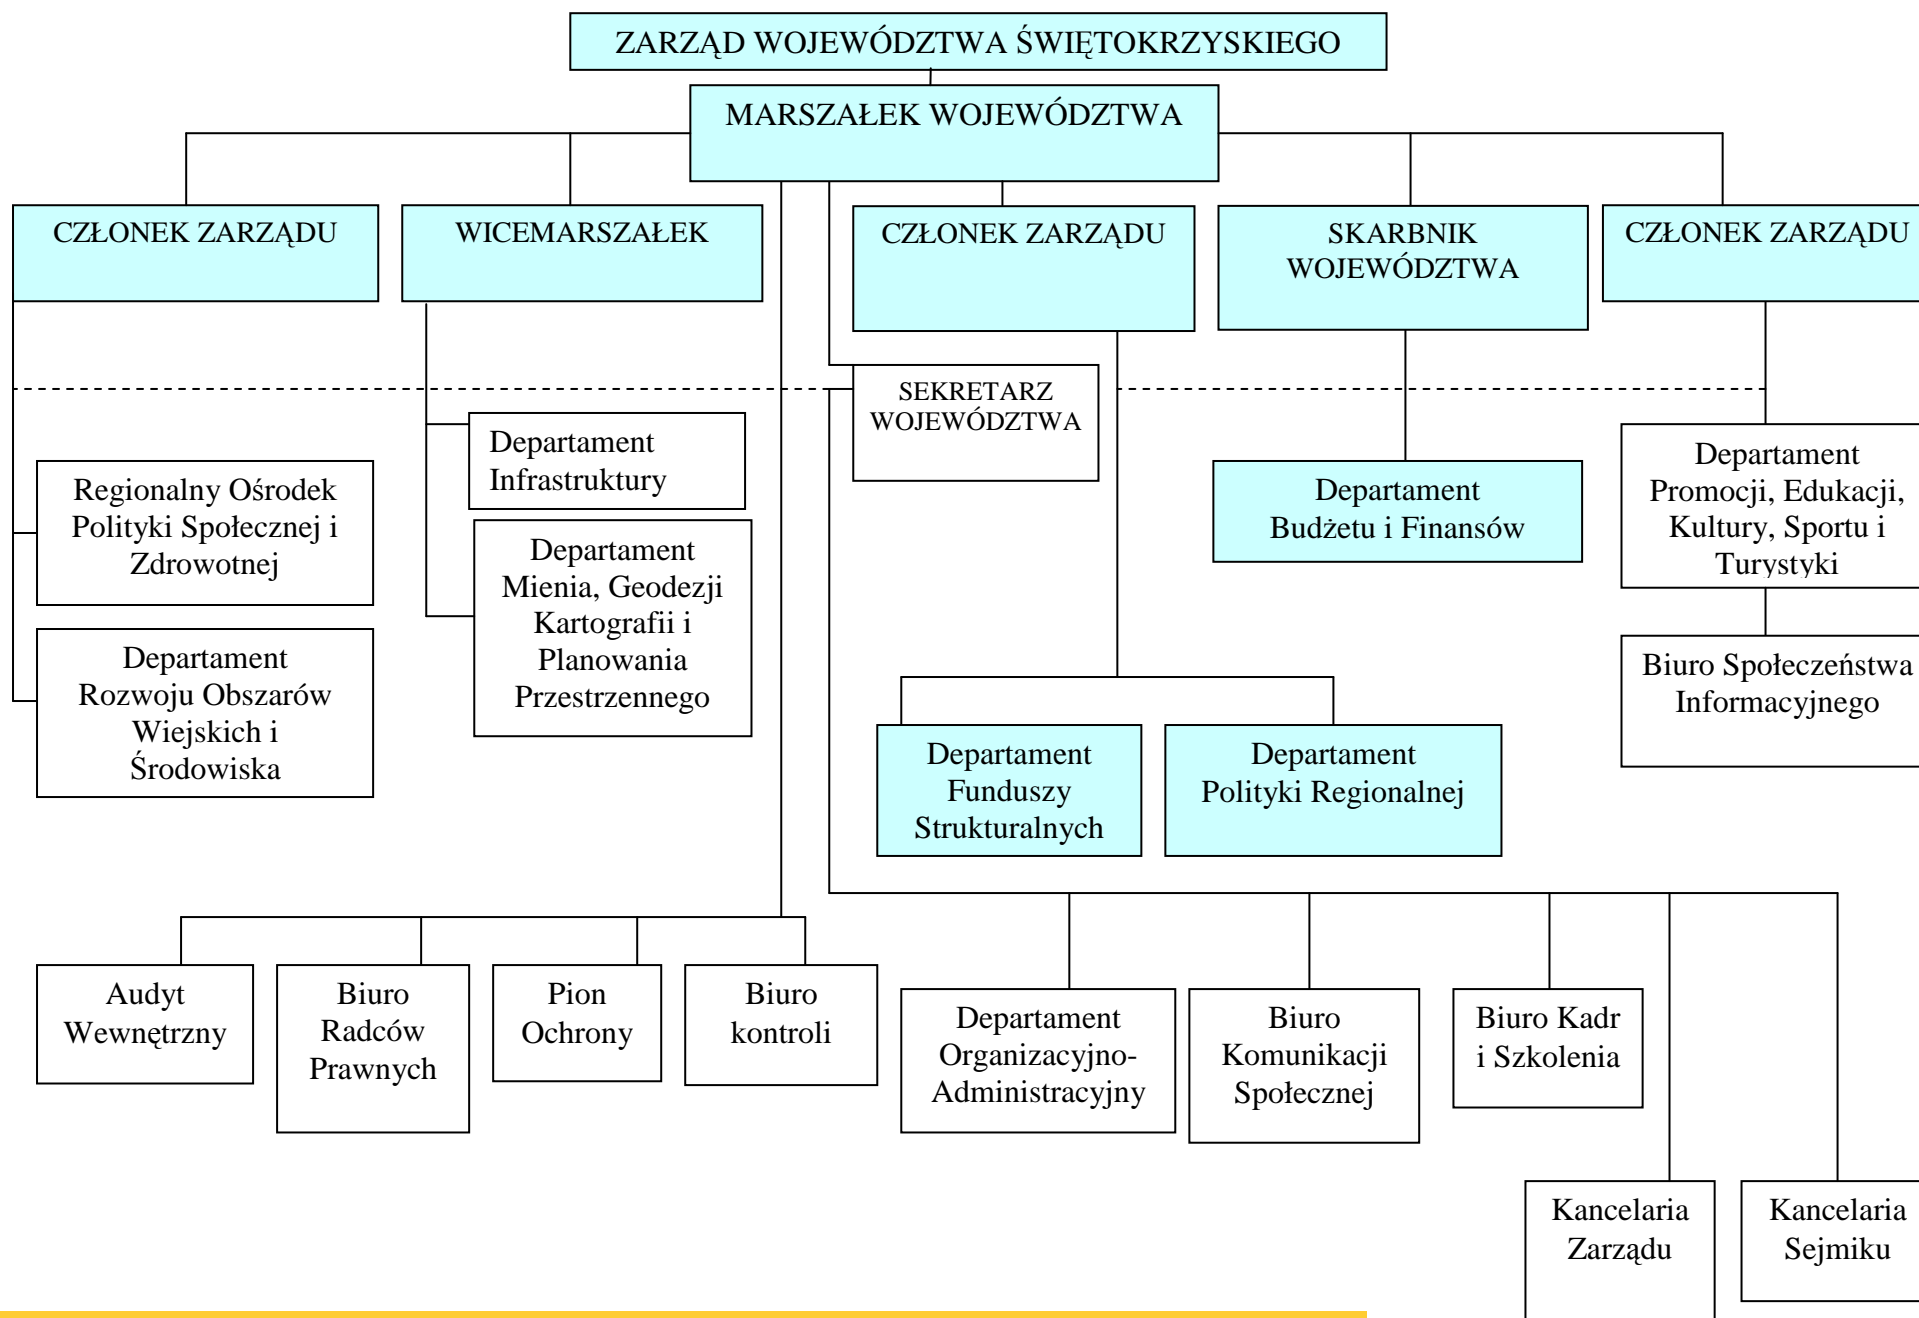 ZARZĄD WOJEWÓDZTWA ŚWIĘTOKRZYSKIEGO
MARSZAŁEK WOJEWÓDZTWA
CZŁONEK ZARZĄDU
WICEMARSZAŁEK
CZŁONEK ZARZĄDU
SKARBNIK
WOJEWÓDZTWA
CZŁONEK ZARZĄDU
SEKRETARZ
WOJEWÓDZTWA
Departament
Infrastruktury
Regionalny Ośrodek
Polityki Społecznej i
Zdrowotnej
Departament
Mienia, Geodezji
Kartografii i
Planowania
Przestrzennego
Departament
Budżetu i Finansów
Departament
Promocji, Edukacji,
Kultury, Sportu i
Turystyki
Departament
Rozwoju Obszarów
Wiejskich i
Środowiska
Biuro Społeczeństwa
Informacyjnego
Departament
Funduszy
Strukturalnych
Departament
Polityki Regionalnej
Audyt
Wewnętrzny
Biuro
Radców
Prawnych
Pion
Ochrony
Biuro
kontroli
Departament
Organizacyjno-
Administracyjny
Biuro
Komunikacji
Społecznej
Biuro Kadr
i Szkolenia
Kancelaria
Zarządu
Kancelaria
Sejmiku